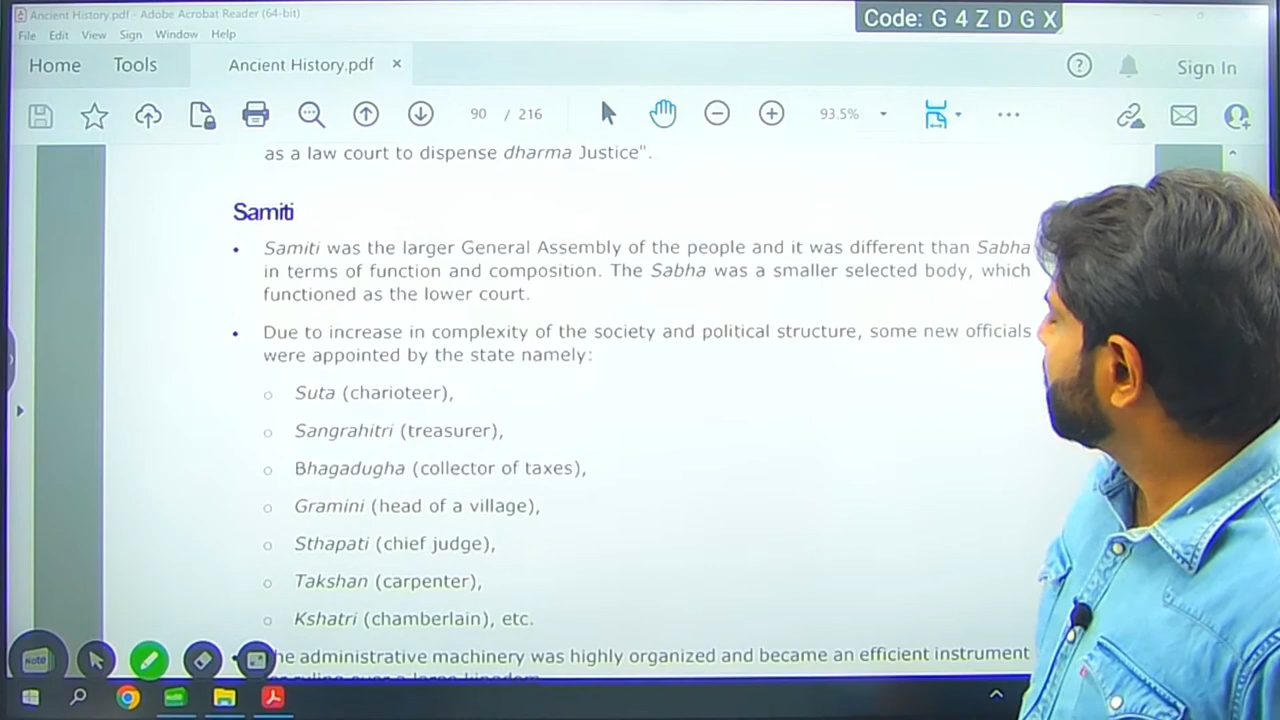 Ancient History.pdf - Adobe Acrobat Reader (64-bit)
Code: G 4 Z D G X
File Edit View Sign Window Help
Home Tools Ancient History.pdf × Sign In
90 / 216 93.5%
as a law court to dispense dharma Justice".
Samiti
• Samiti was the larger General Assembly of the people and it was different than Sabha
in terms of function and composition. The Sabha was a smaller selected body, which
functioned as the lower court.
• Due to increase in complexity of the society and political structure, some new officials
were appointed by the state namely:
o Suta (charioteer),
o Sangrahitri (treasurer),
o Bhagadugha (collector of taxes),
o Gramini (head of a village),
o Sthapati (chief judge),
o Takshan (carpenter),
o Kshatri (chamberlain), etc.
he administrative machinery was highly organized and became an efficient instrument
ruling over a large kingdom
Note